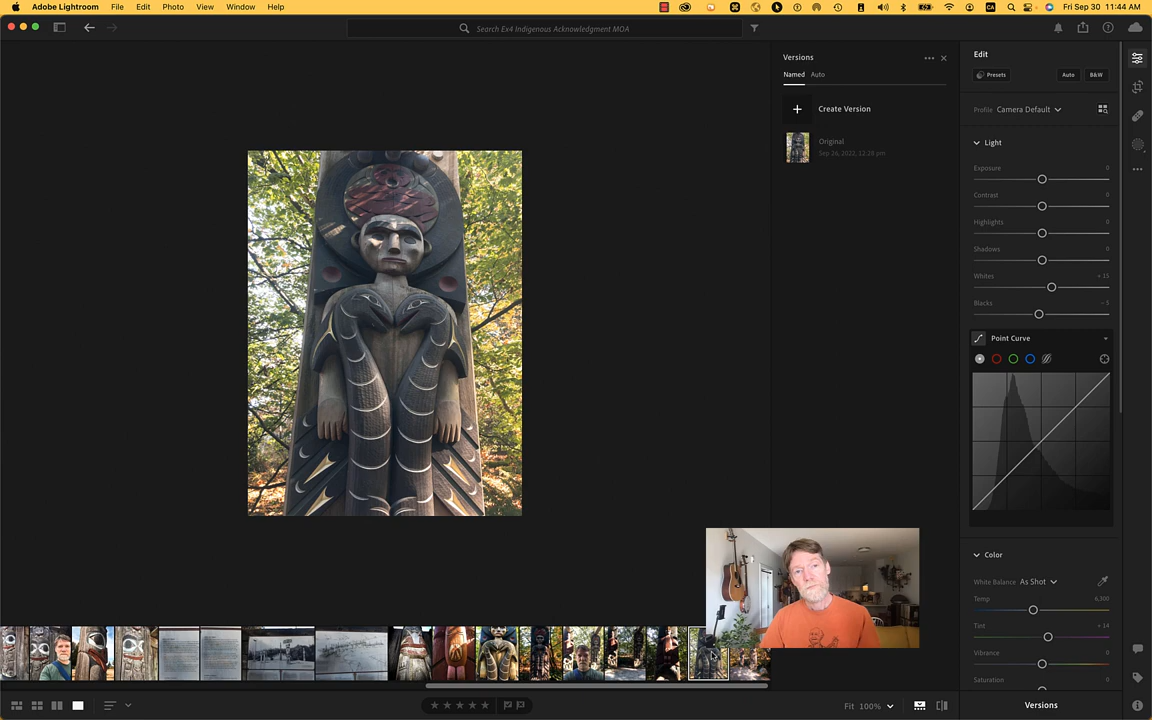 Adobe Lightroom File Edit Photo View Window Help CA Fri Sep 30 11:44 AM
Search Ex4 Indigenous Acknowledgment MOA
Versions
Named Auto
Create Version
Original
Sep 26, 2022, 12:28 pm
Edit
Presets Auto B&W
Profile Camera Default
Light
Exposure 0
Contrast 0
Highlights 0
Shadows 0
Whites + 15
Blacks - 5
Point Curve
Color
White Balance As Shot
Temp 6,300
Tint + 14
Vibrance 0
Saturation 0
Fit 100%
Versions